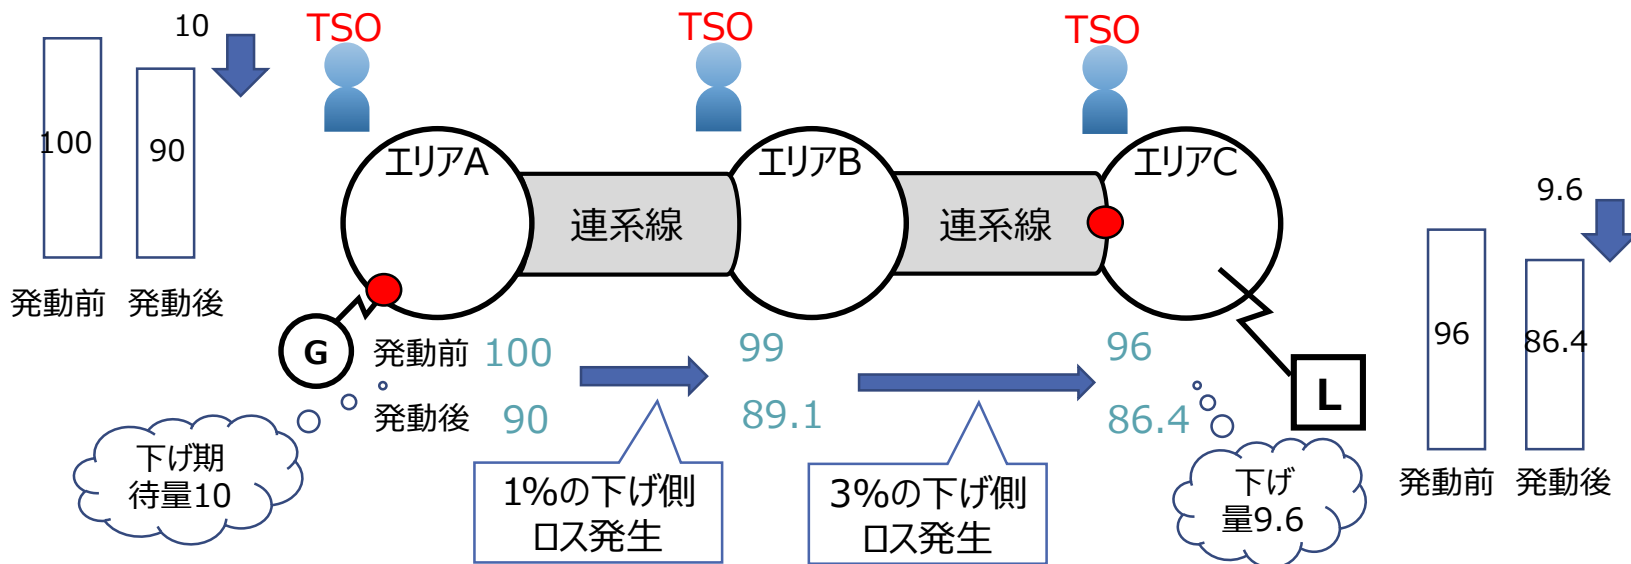 10
100
90
発動前
発動後
TSO
TSO
TSO
エリアA
連系線
エリアB
連系線
エリアC
G
発動前
100
99
96
発動後
90
89.1
86.4
下げ期
待量10
1%の下げ側
ロス発生
3%の下げ側
ロス発生
下げ
量9.6
L
9.6
96
86.4
発動前
発動後